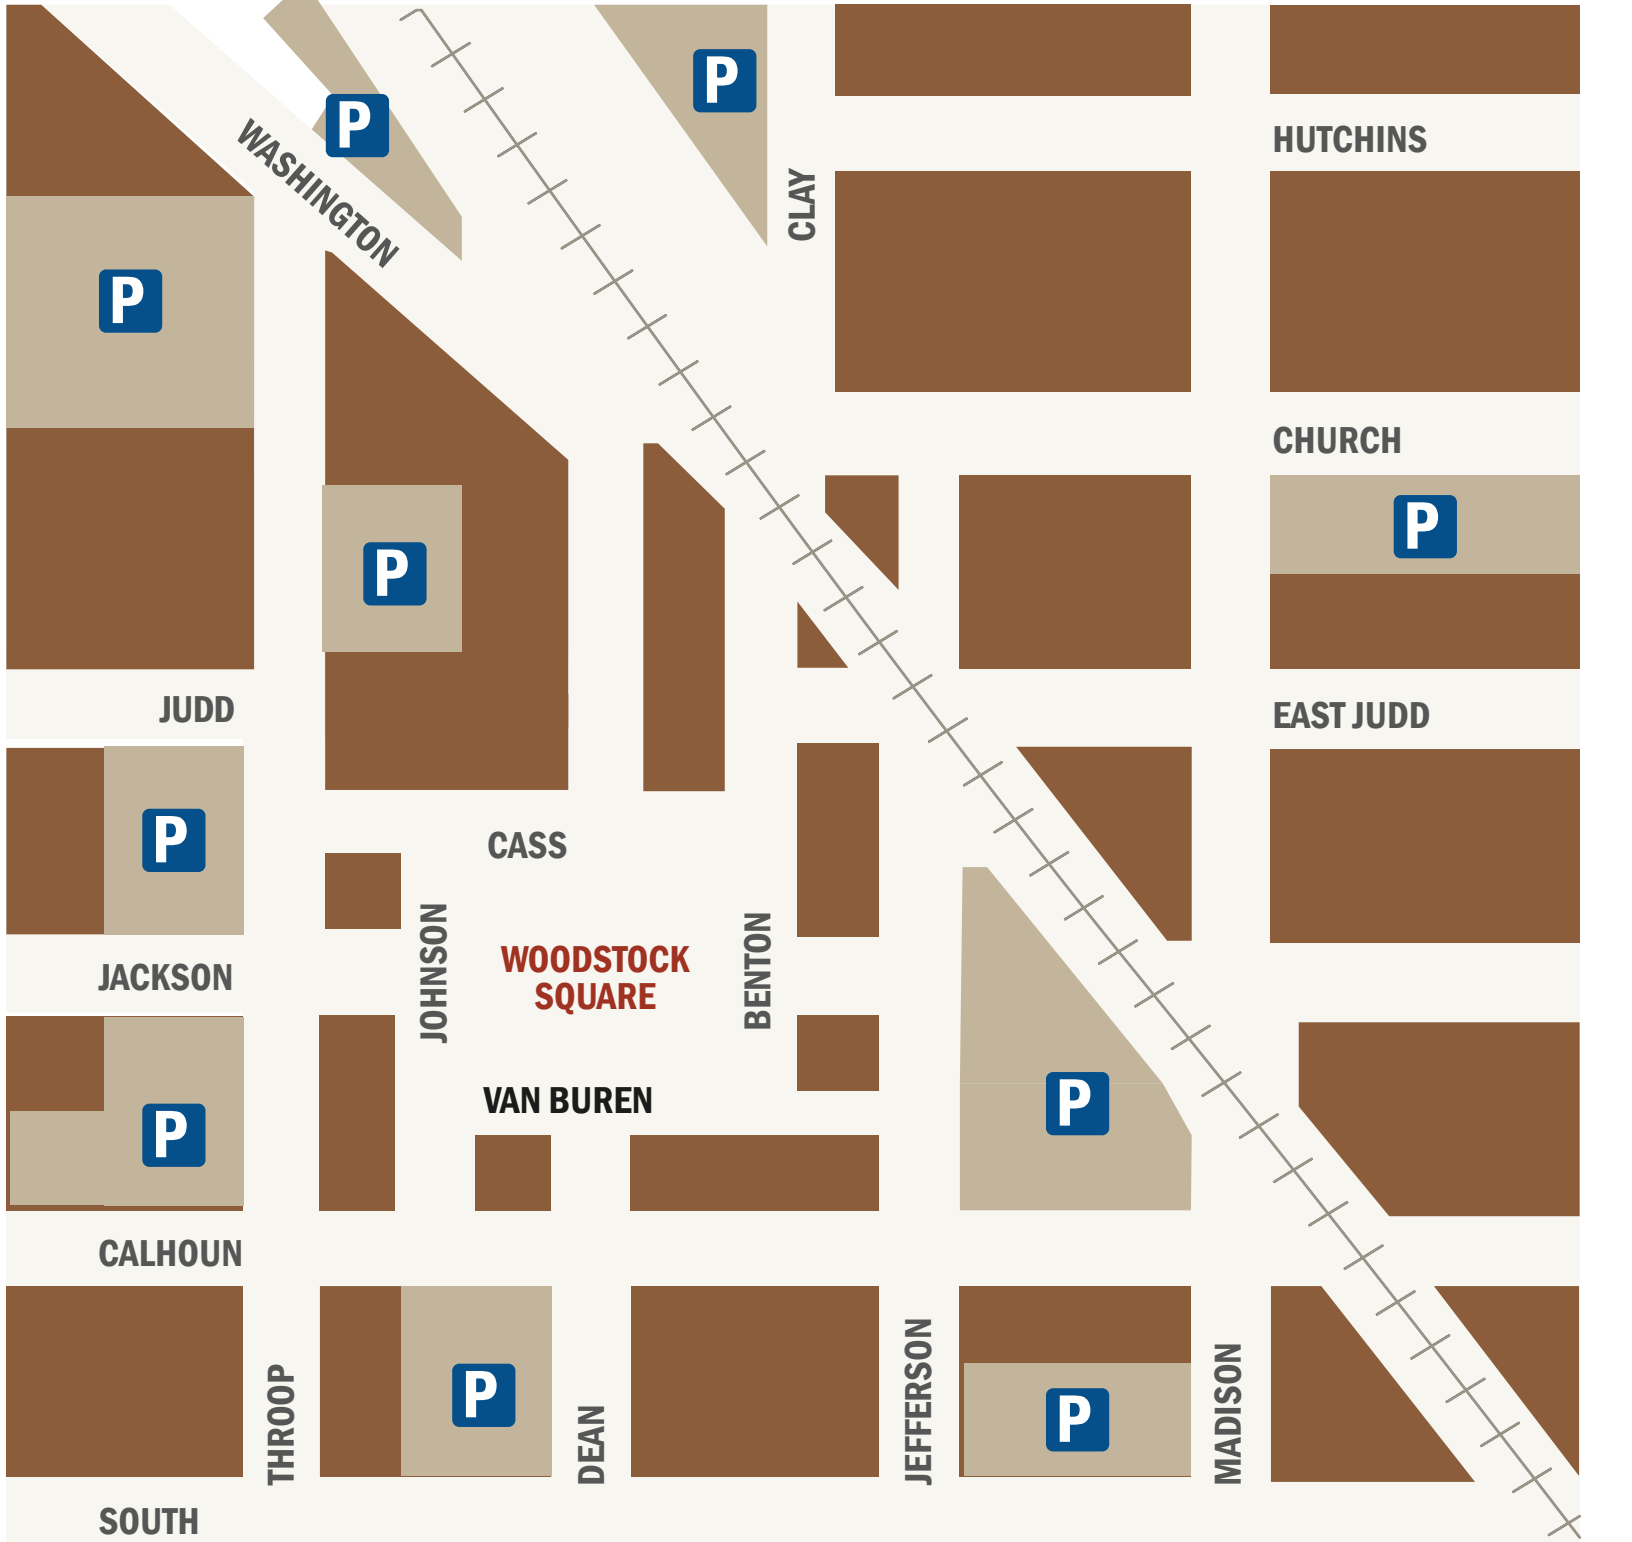 P
P
WASHINGTON
HUTCHINS
CLAY
P
CHURCH
P
P
JUDD
EAST JUDD
P
CASS
JOHNSON
WOODSTOCK
SQUARE
BENTON
JACKSON
VAN BUREN
P
P
CALHOUN
THROOP
P
DEAN
JEFFERSON
P
MADISON
SOUTH